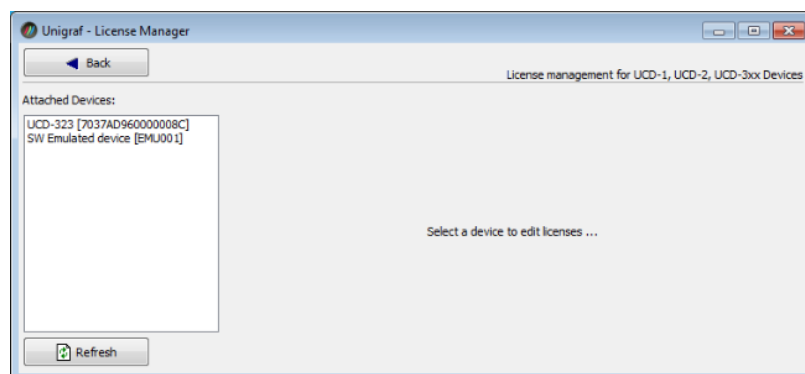 Unigraf - License Manager
Back
License management for UCD-1, UCD-2, UCD-3xx Devices
Attached Devices:
UCD-323 [7037AD960000008C]
SW Emulated device [EMU001]
Select a device to edit licenses ...
Refresh